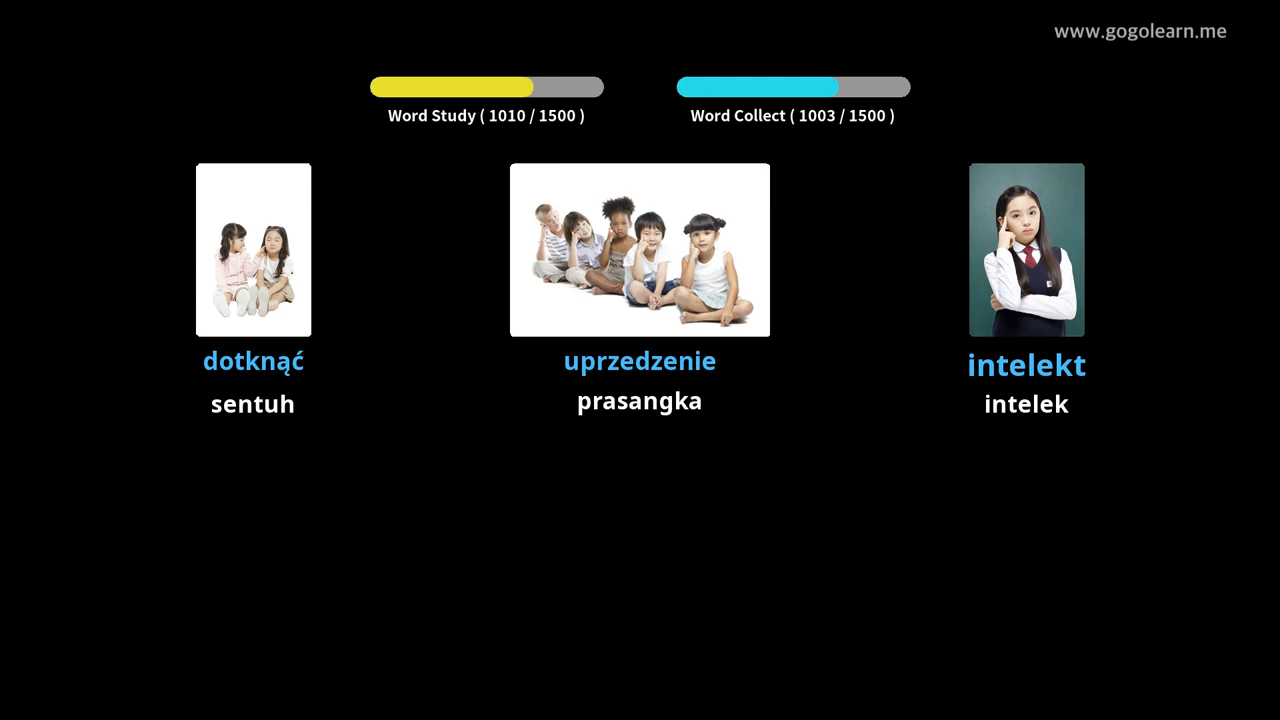 www.gogolearn.me
Word Study ( 1010 / 1500 )
Word Collect ( 1003 / 1500 )
dotknąć
sentuh
uprzedzenie
prasangka
intelekt
intelek